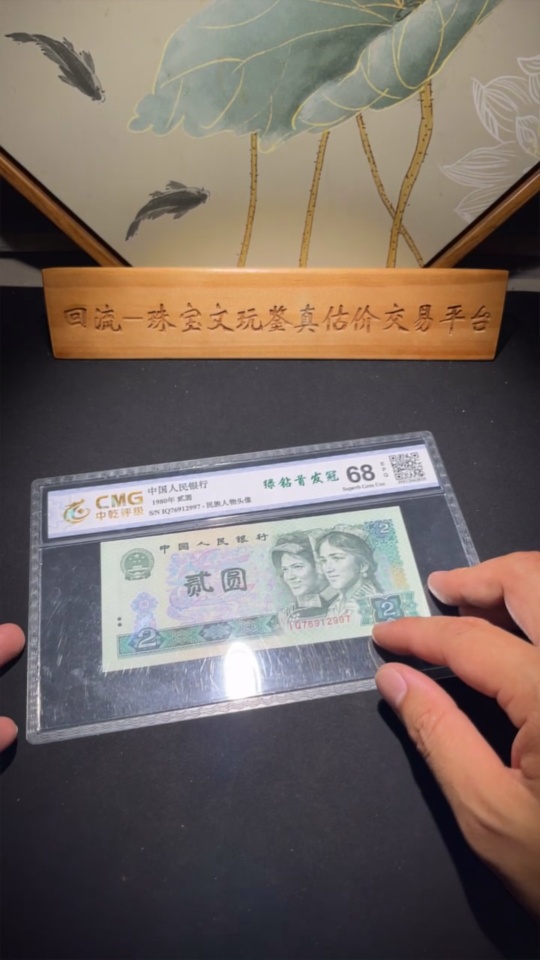 回流—珠宝文玩鉴真估价交易平台
CMG
中乾评级
中国人民银行
1980年 贰圆
S/N IQ76912997 - 民族人物头像
绿钻首发冠
68
E
P
Q
Superb Gem Unc
中国人民银行
贰圆
2
2
2
IQ76912997